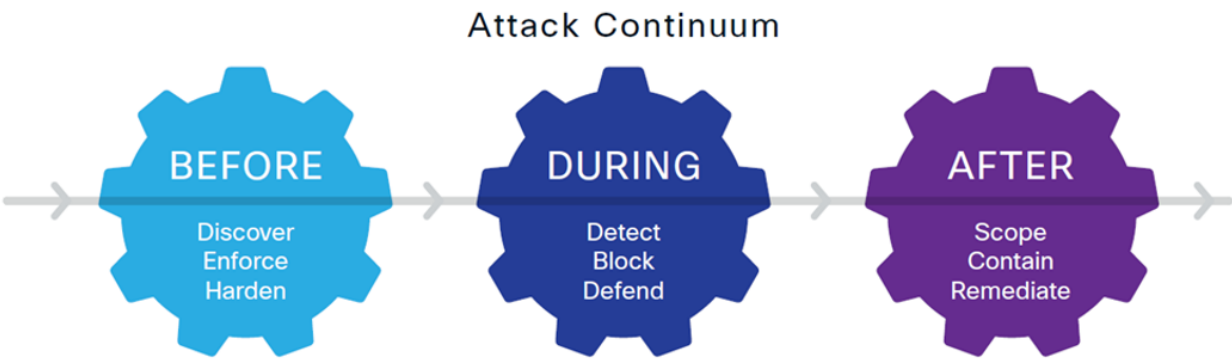 Attack Continuum
BEFORE
Discover
Enforce
Harden
DURING
Detect
Block
Defend
AFTER
Scope
Contain
Remediate